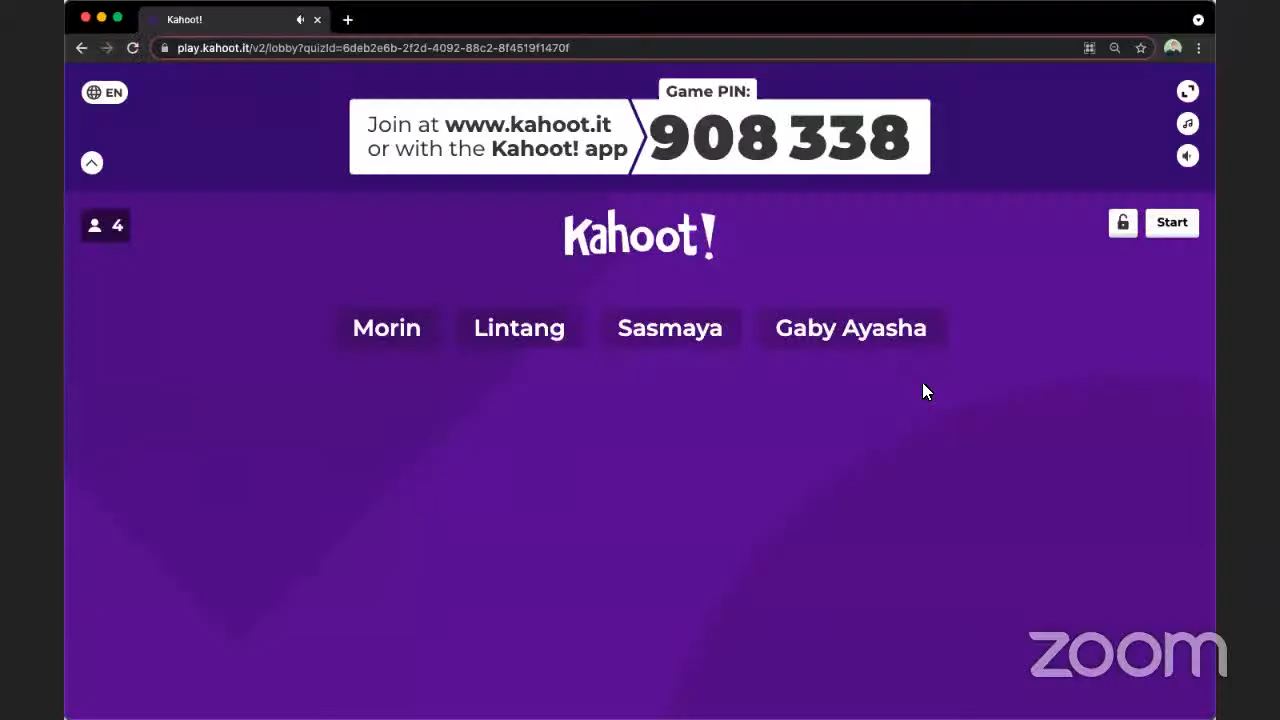 Kahoot!
play.kahoot.it/v2/lobby?quizId=6deb2e6b-2f2d-4092-88c2-8f4519f1470f
EN
Game PIN:
Join at www.kahoot.it
or with the Kahoot! app
908 338
4
Kahoot!
Start
Morin Lintang Sasmaya Gaby Ayasha
zoom